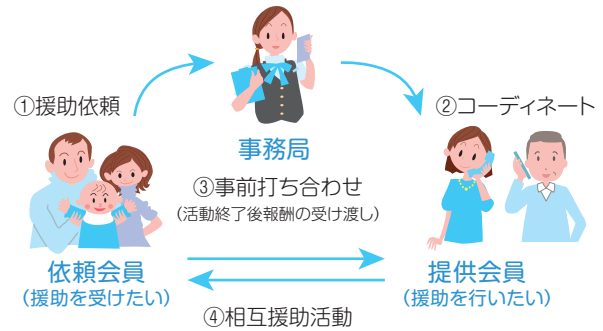 ①援助依頼
②コーディネート
事務局
③事前打ち合わせ
(活動終了後報酬の受け渡し)
依頼会員
(援助を受けたい)
提供会員
(援助を行いたい)
④相互援助活動